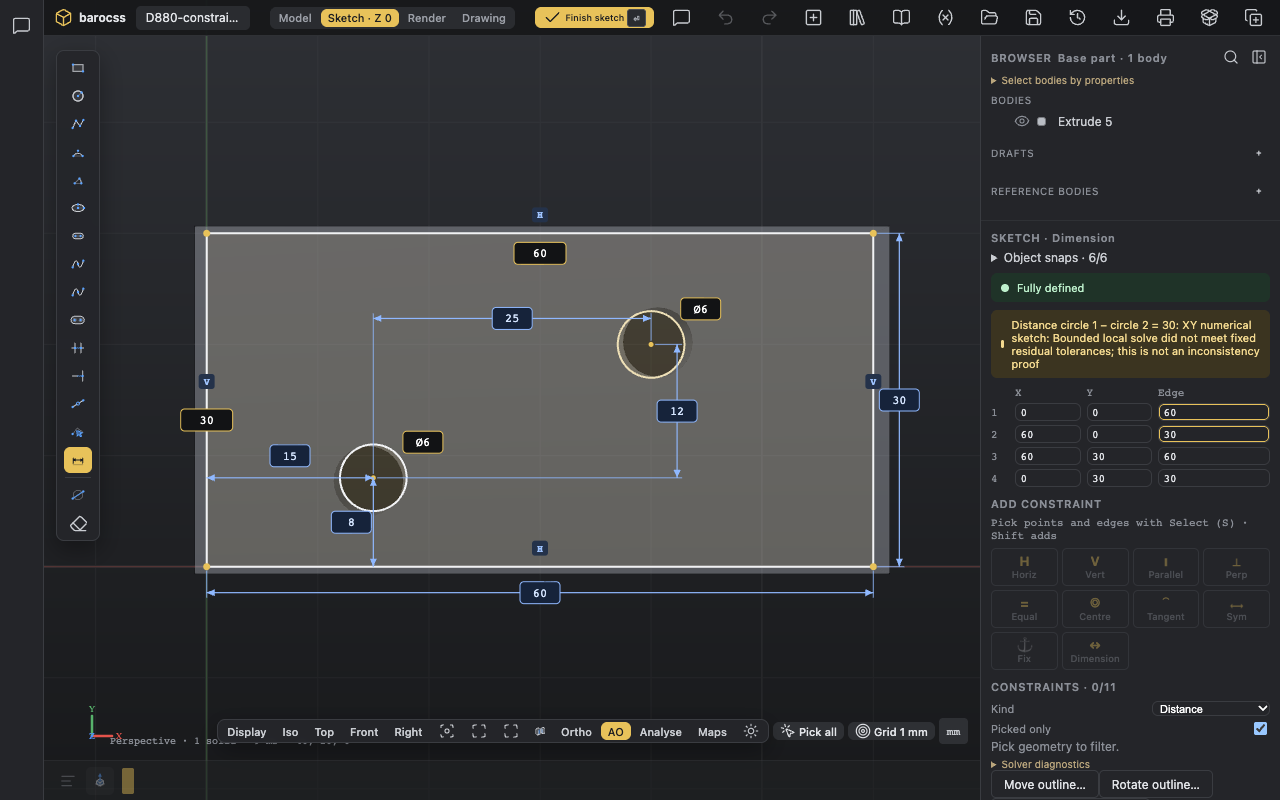 barocss
D880-constrai...
Model
Sketch · Z 0
Render
Drawing
Finish sketch
BROWSER Base part · 1 body
Select bodies by properties
BODIES
Extrude 5
DRAFTS
REFERENCE BODIES
SKETCH · Dimension
Object snaps · 6/6
Fully defined
Distance circle 1 – circle 2 = 30: XY numerical
sketch: Bounded local solve did not meet fixed
residual tolerances; this is not an inconsistency
proof
X Y Edge
1 0 0 60
2 60 0 30
3 60 30 60
4 0 30 30
ADD CONSTRAINT
Pick points and edges with Select (S) ·
Shift adds
H V
Horiz Vert Parallel Perp
Equal Centre Tangent Sym
Fix Dimension
CONSTRAINTS · 0/11
Kind Distance
Picked only
Pick geometry to filter.
Solver diagnostics
Move outline... Rotate outline...
H
60
25
Ø6
V
V
30
12
30
Ø6
15
8
H
60
Y
X
Z
Perspective · 1
Display Iso Top Front Right Ortho AO Analyse Maps
Pick all
Grid 1 mm
mm